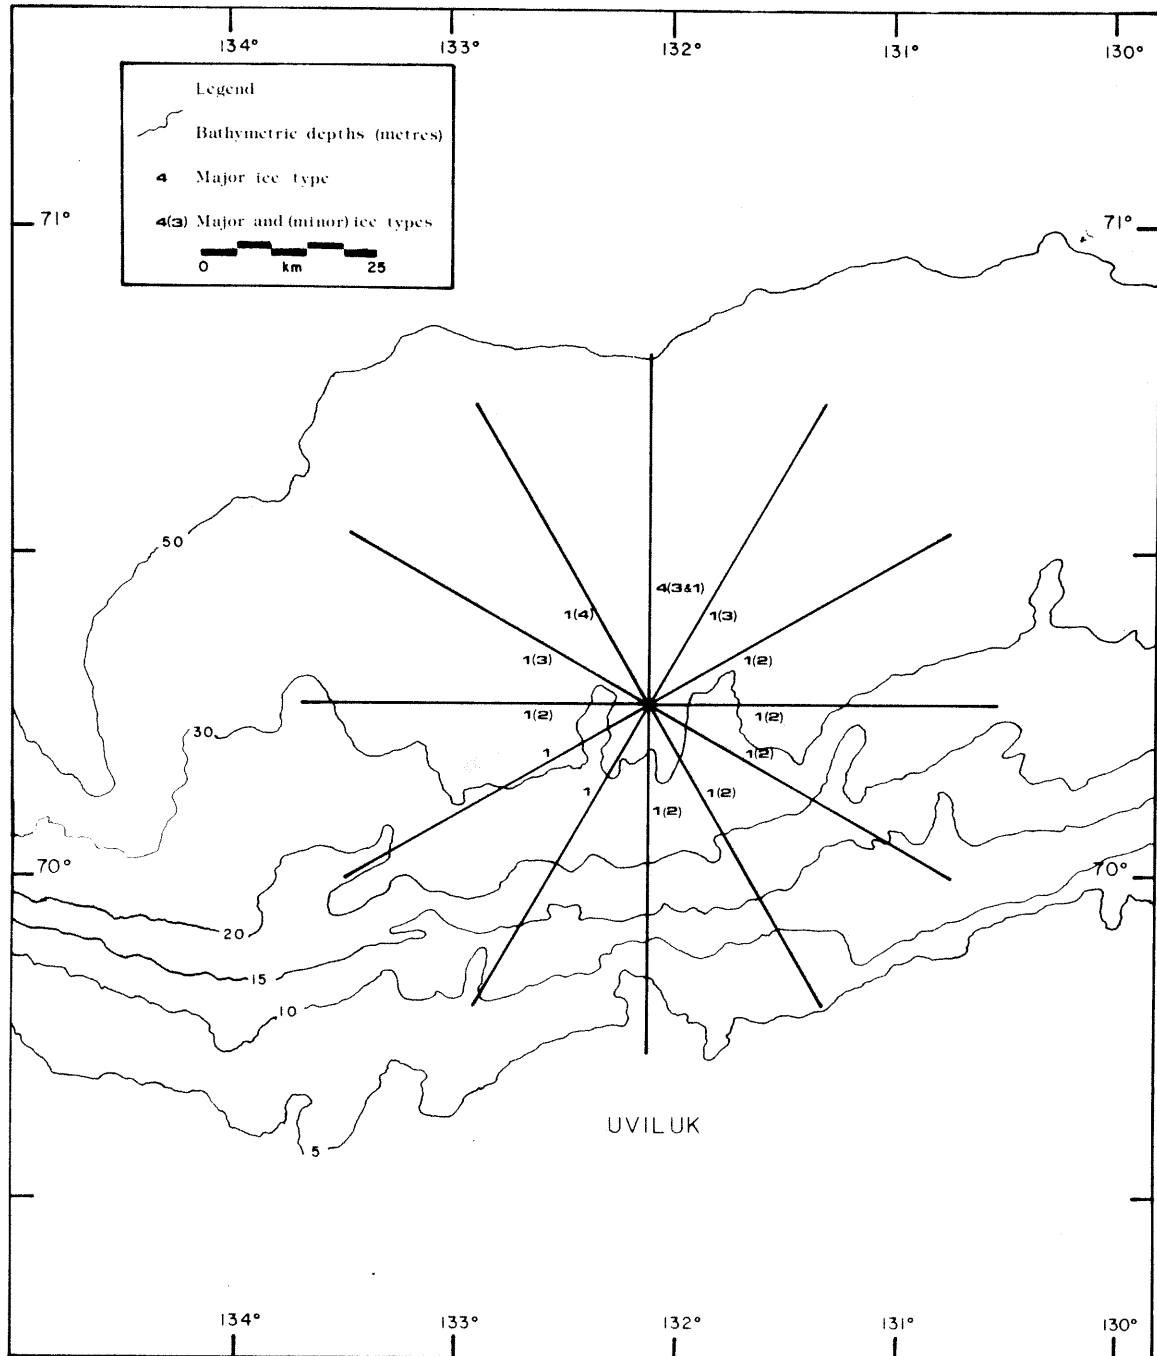 134° 133° 132° 131° 130°
Legend
Bathymetric depths (metres)
4 Major ice type
4(3) Major and (minor) ice types
0 km 25
71° 71°
50
4(3&1)
1(4) 1(3)
1(3) 1(2)
1(2) 1(2)
30
1 1(2)
1 1(2)
1(2)
70° 70°
20
15
10
UVILUK
5
134° 133° 132° 131° 130°